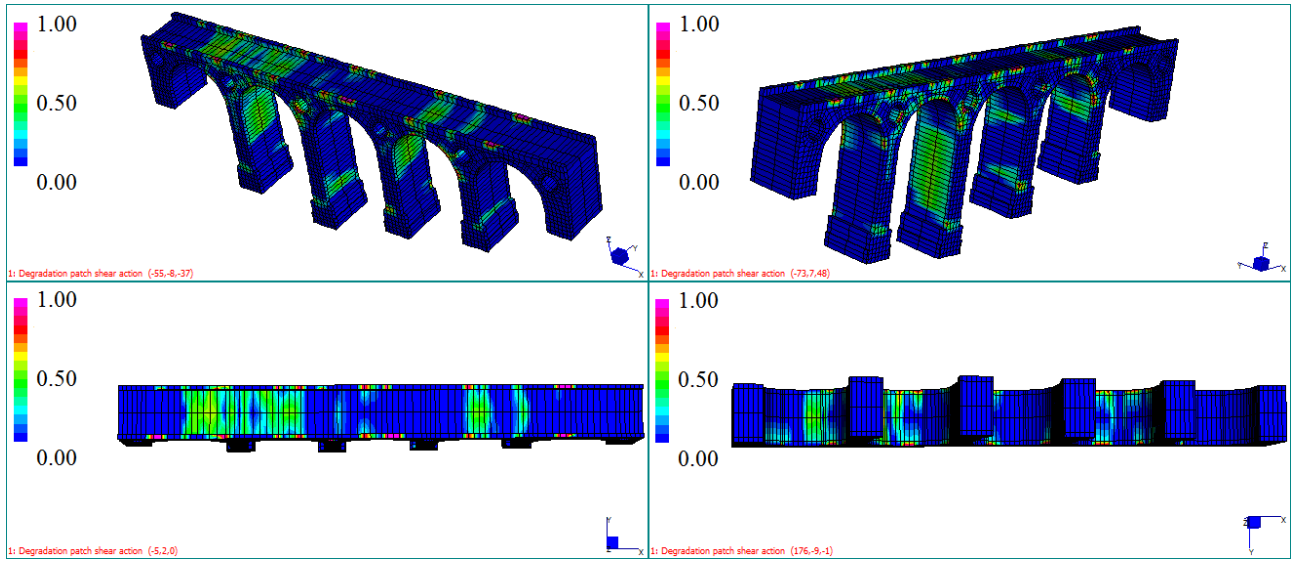 1.00
0.50
0.00
Z
Y
X
1: Degradation patch shear action (-55,-8,-37)
1.00
0.50
0.00
Z
Y
X
1: Degradation patch shear action (-73,7,48)
1.00
0.50
0.00
Y
Z
X
1: Degradation patch shear action (-5,2,0)
1.00
0.50
0.00
Z
X
Y
1: Degradation patch shear action (176,-9,-1)